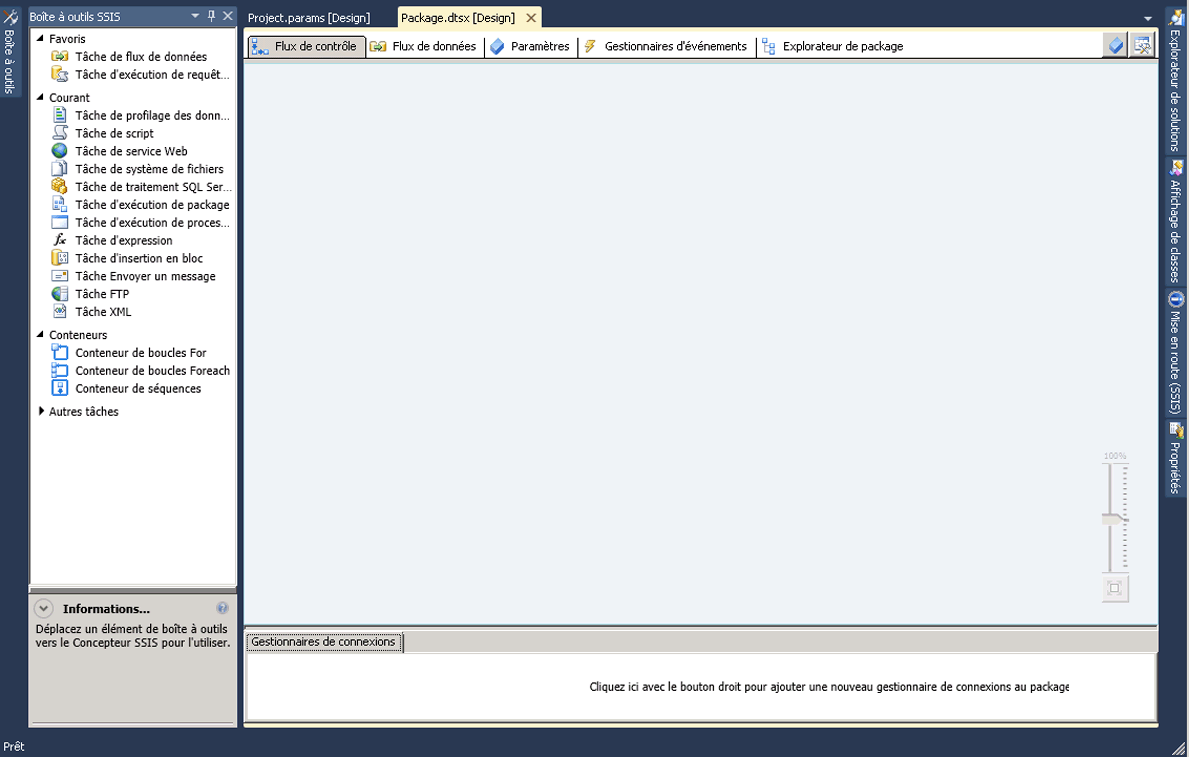 Boîte à outils
Boîte à outils SSIS
Favoris
Tâche de flux de données
Tâche d'exécution de requêt...
Courant
Tâche de profilage des donn...
Tâche de script
Tâche de service Web
Tâche de système de fichiers
Tâche de traitement SQL Ser...
Tâche d'exécution de package
Tâche d'exécution de proces...
Tâche d'expression
Tâche d'insertion en bloc
Tâche Envoyer un message
Tâche FTP
Tâche XML
Conteneurs
Conteneur de boucles For
Conteneur de boucles Foreach
Conteneur de séquences
Autres tâches
Informations...
Déplacez un élément de boîte à outils
vers le Concepteur SSIS pour l'utiliser.
Project.params [Design]
Package.dtsx [Design]
Flux de contrôle
Flux de données
Paramètres
Gestionnaires d'événements
Explorateur de package
100%
Gestionnaires de connexions
Cliquez ici avec le bouton droit pour ajouter une nouveau gestionnaire de connexions au package
Explorateur de solutions
Affichage de classes
Mise en route (SSIS)
Propriétés
Prêt